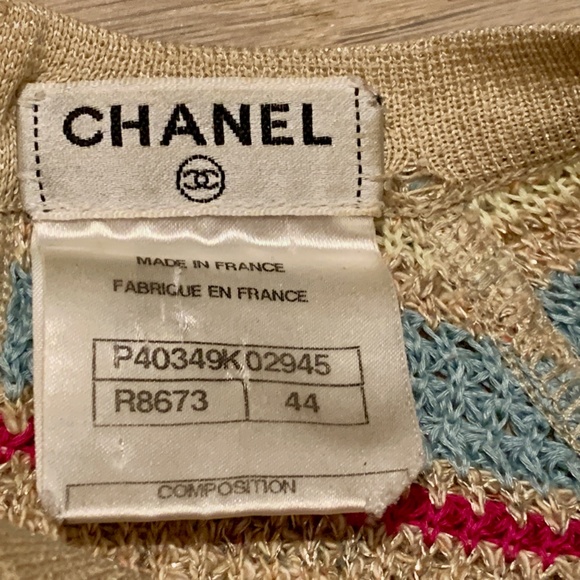 CHANEL
MADE IN FRANCE
FABRIQUE EN FRANCE
P40349K02945
R8673 44
COMPOSITION